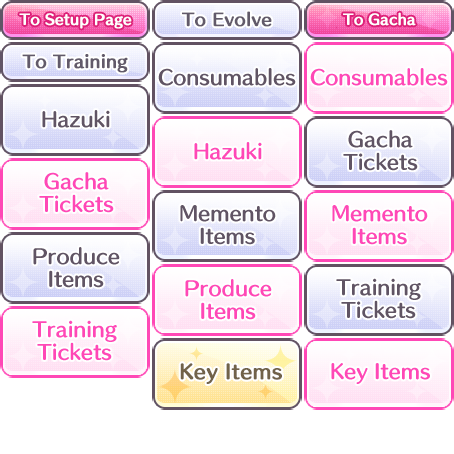 To Setup Page
To Evolve
To Gacha
To Training
Consumables
Consumables
Hazuki
Hazuki
Gacha
Tickets
Gacha
Tickets
Memento
Items
Memento
Items
Produce
Items
Produce
Items
Training
Tickets
Training
Tickets
Key Items
Key Items